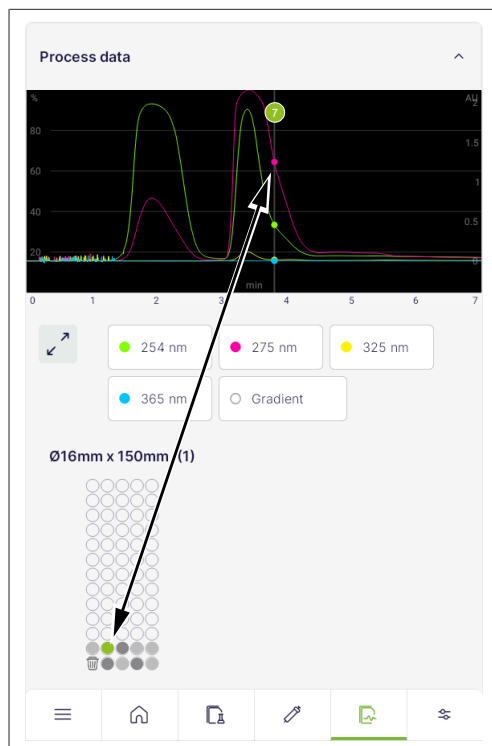 Process data
% AU
2
80
1.5
60
1
40
0.5
20
0
min
0 1 2 3 4 5 6 7
7
254 nm 275 nm 325 nm
365 nm Gradient
Ø16mm x 150mm (1)